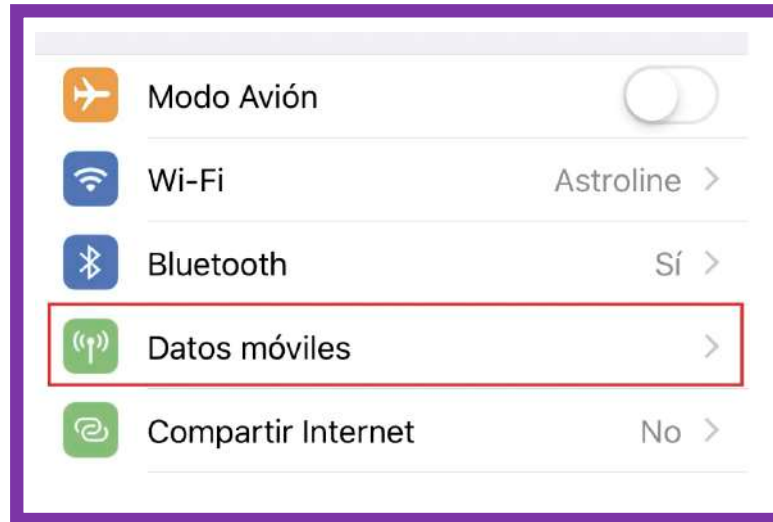 Modo Avión
Wi-Fi Astroline
Bluetooth Sí
Datos móviles
Compartir Internet No